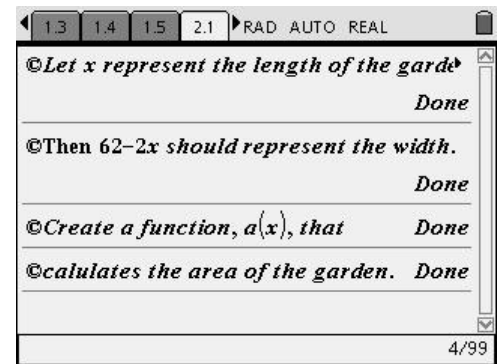 1.3 1.4 1.5 2.1 RAD AUTO REAL
©Let x represent the length of the garde
Done
©Then 62–2x should represent the width.
Done
©Create a function, a(x), that Done
©calulates the area of the garden. Done
4/99